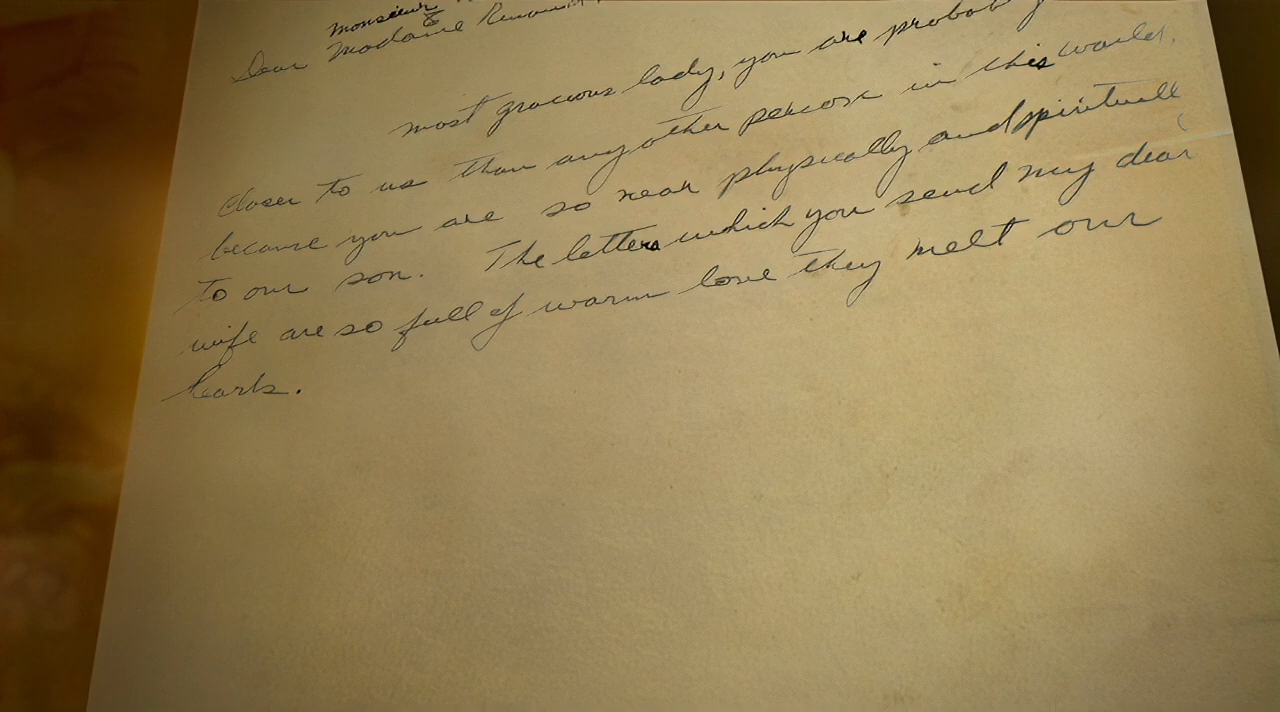 monsieur
&
Dear Madame
most gracious lady, you are probably
closer to us than any other person in this world.
because you are so near physically and spirituall
to our son. The letters which you send my dear
wife are so full of warm love they melt our
hearts.